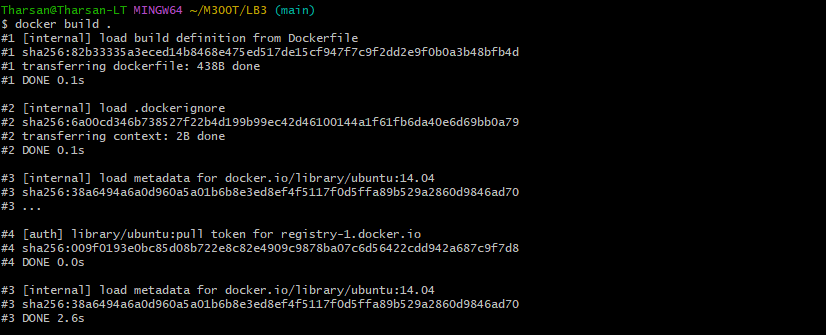 Tharsan@Tharsan-LT MINGW64 ~/M300T/LB3 (main)
$ docker build .
#1 [internal] load build definition from Dockerfile
#1 sha256:82b33335a3eced14b8468e475ed517de15cf947f7c9f2dd2e9f0b0a3b48bfb4d
#1 transferring dockerfile: 438B done
#1 DONE 0.1s
#2 [internal] load .dockerignore
#2 sha256:6a00cd346b738527f22b4d199b99ec42d46100144a1f61fb6da40e6d69bb0a79
#2 transferring context: 2B done
#2 DONE 0.1s
#3 [internal] load metadata for docker.io/library/ubuntu:14.04
#3 sha256:38a6494a6a0d960a5a01b6b8e3ed8ef4f5117f0d5ffa89b529a2860d9846ad70
#3 ...
#4 [auth] library/ubuntu:pull token for registry-1.docker.io
#4 sha256:009f0193e0bc85d08b722e8c82e4909c9878ba07c6d56422cdd942a687c9f7d8
#4 DONE 0.0s
#3 [internal] load metadata for docker.io/library/ubuntu:14.04
#3 sha256:38a6494a6a0d960a5a01b6b8e3ed8ef4f5117f0d5ffa89b529a2860d9846ad70
#3 DONE 2.6s